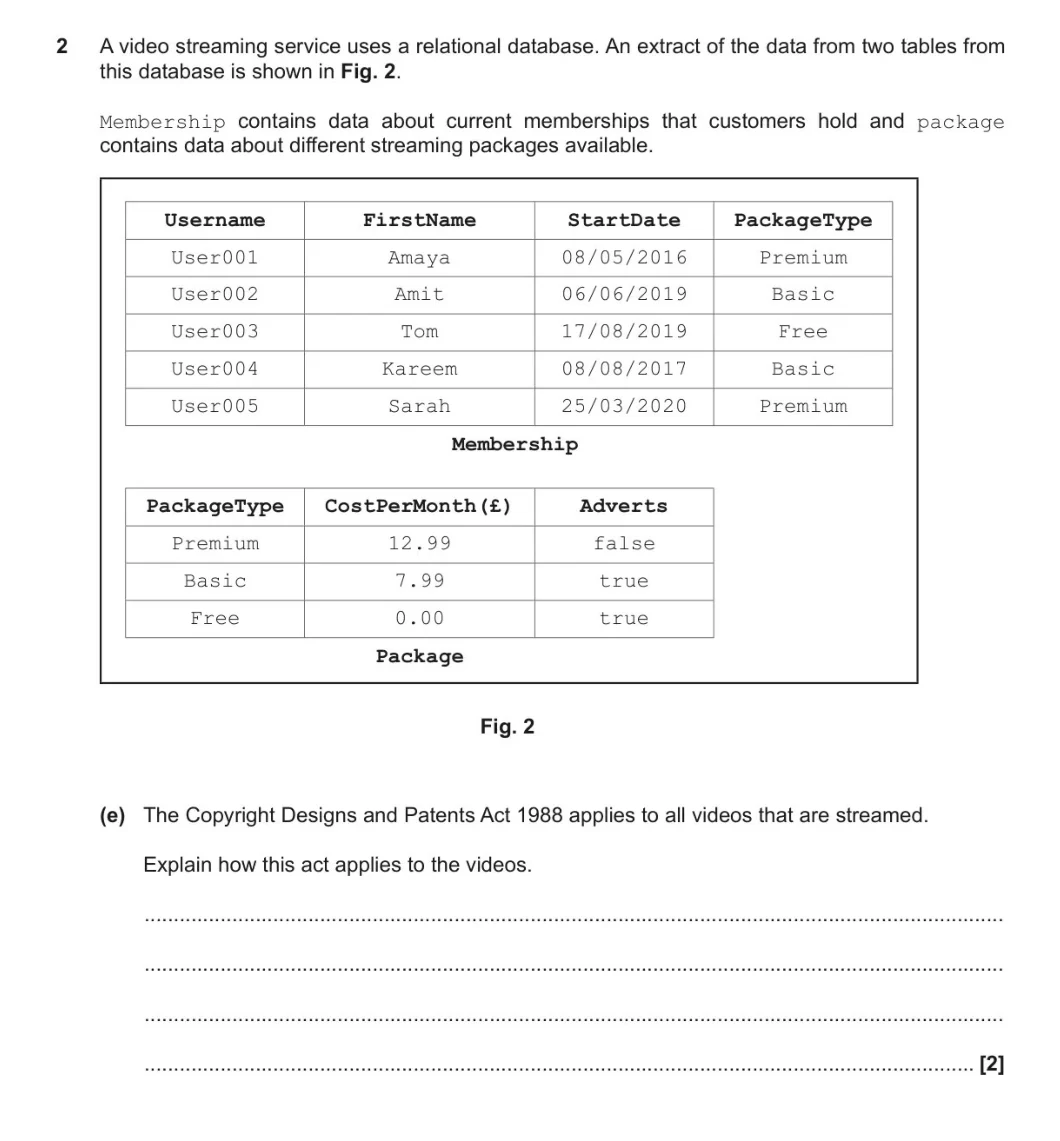 2 A video streaming service uses a relational database. An extract of the data from two tables from
this database is shown in Fig. 2.
Membership contains data about current memberships that customers hold and package
contains data about different streaming packages available.
Username FirstName StartDate PackageType
User001 Amaya 08/05/2016 Premium
User002 Amit 06/06/2019 Basic
User003 Tom 17/08/2019 Free
User004 Kareem 08/08/2017 Basic
User005 Sarah 25/03/2020 Premium
Membership
PackageType CostPerMonth(£) Adverts
Premium 12.99 false
Basic 7.99 true
Free 0.00 true
Package
Fig. 2
(e) The Copyright Designs and Patents Act 1988 applies to all videos that are streamed.
Explain how this act applies to the videos.
[2]